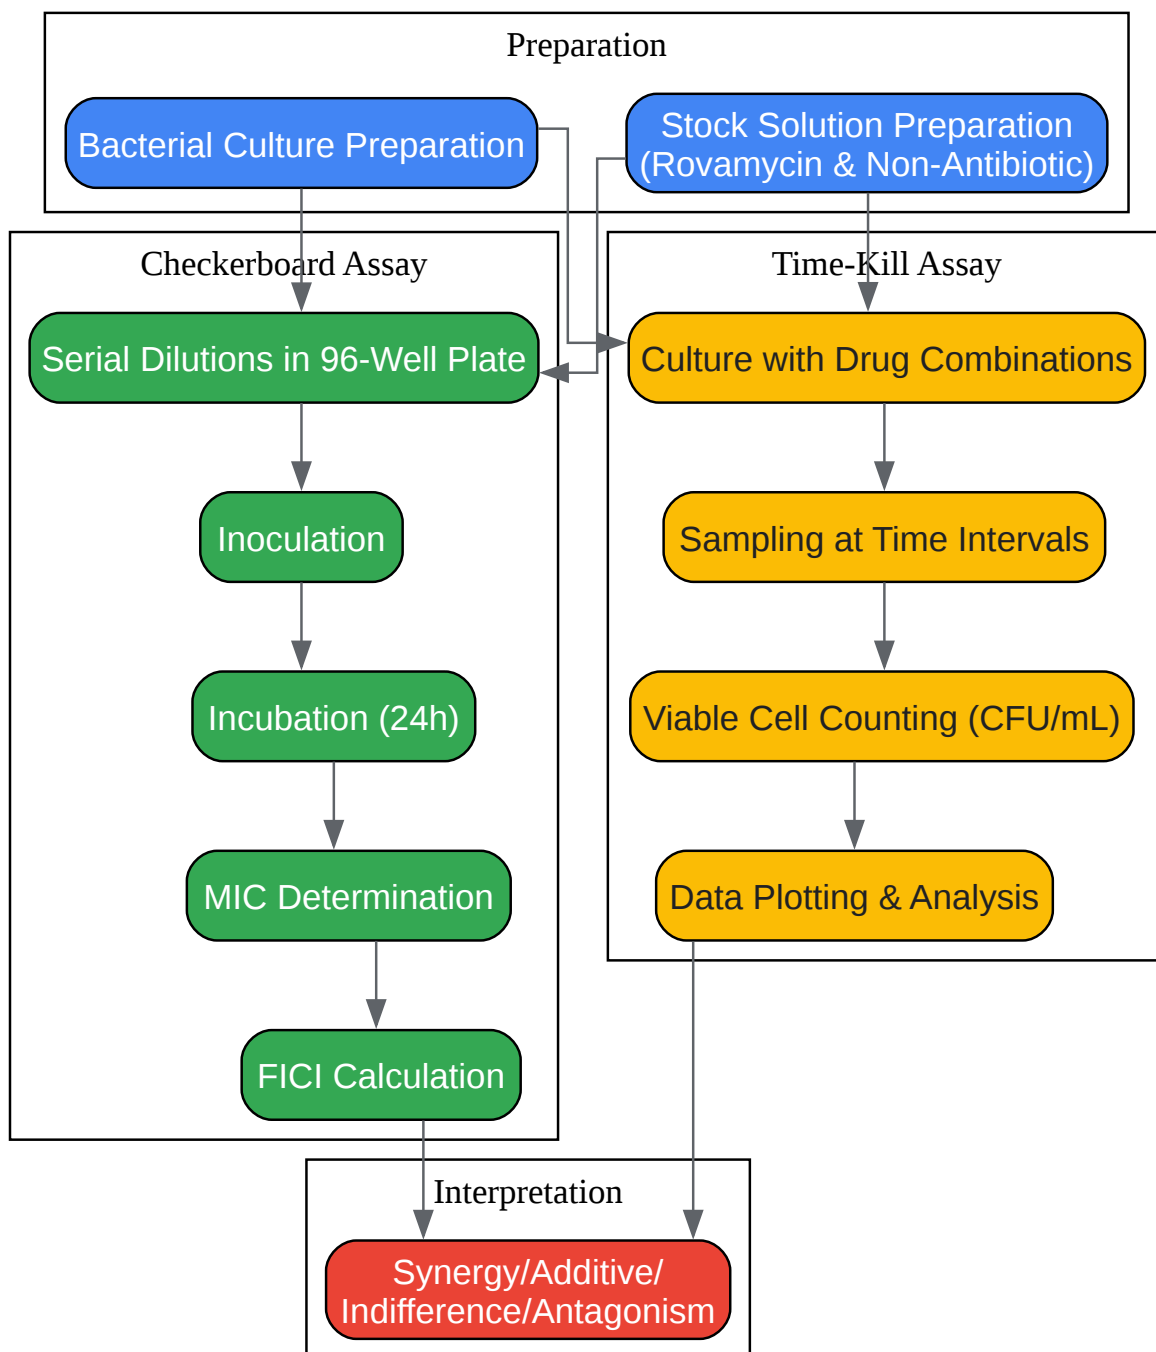 Preparation
Bacterial Culture Preparation
Stock Solution Preparation
(Rovamycin & Non-Antibiotic)
Checkerboard Assay
Serial Dilutions in 96-Well Plate
Inoculation
Incubation (24h)
MIC Determination
FICI Calculation
Time-Kill Assay
Culture with Drug Combinations
Sampling at Time Intervals
Viable Cell Counting (CFU/mL)
Data Plotting & Analysis
Interpretation
Synergy/Additive/
Indifference/Antagonism